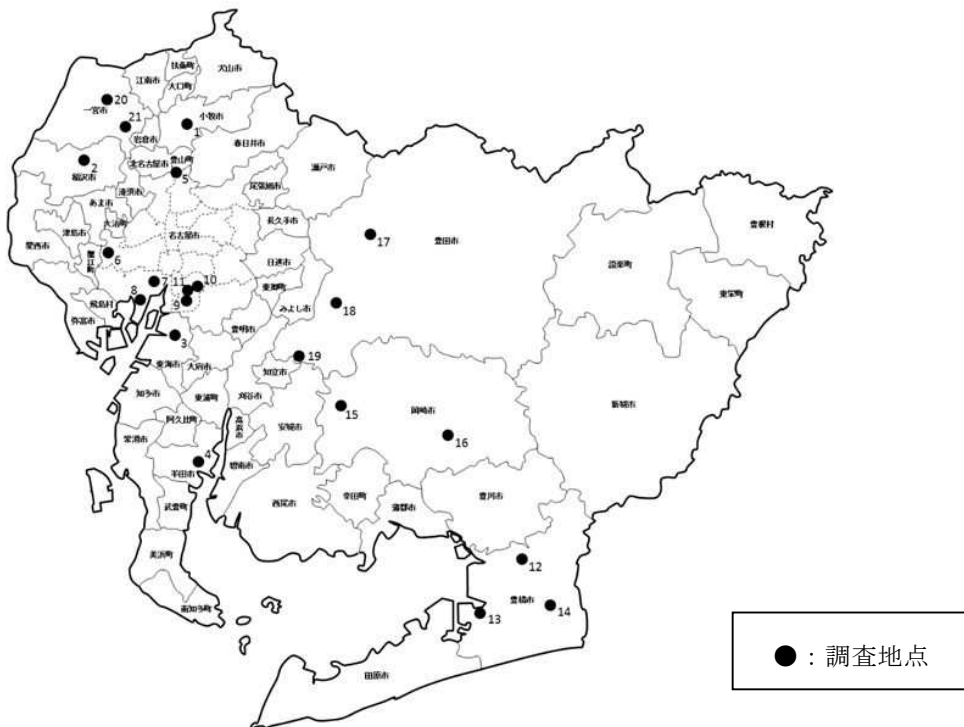 扶桑町
犬山市
江南市
大口町
20
一宮市
小牧市
21
1
岩倉市
春日井市
北名古屋市
豊山町
瀬戸市
2
稲沢市
5
清須市
尾張旭市
あま市
豊根村
津島市
大治町
長久手市
名古屋市
17
豊田市
愛西市
設楽町
6
蟹江町
日進市
東栄町
東郷町
7
11
10
8
飛島村
9
みよし市
18
弥富市
豊明市
3
東海市
大府市
19
知立市
知多市
東浦町
刈谷市
15
岡崎市
新城市
阿久比町
高浜市
安城市
常滑市
16
4
半田市
碧南市
西尾市
幸田町
豊川市
武豊町
蒲郡市
美浜町
12
豊橋市
南知多町
13
14
田原市
●：調査地点